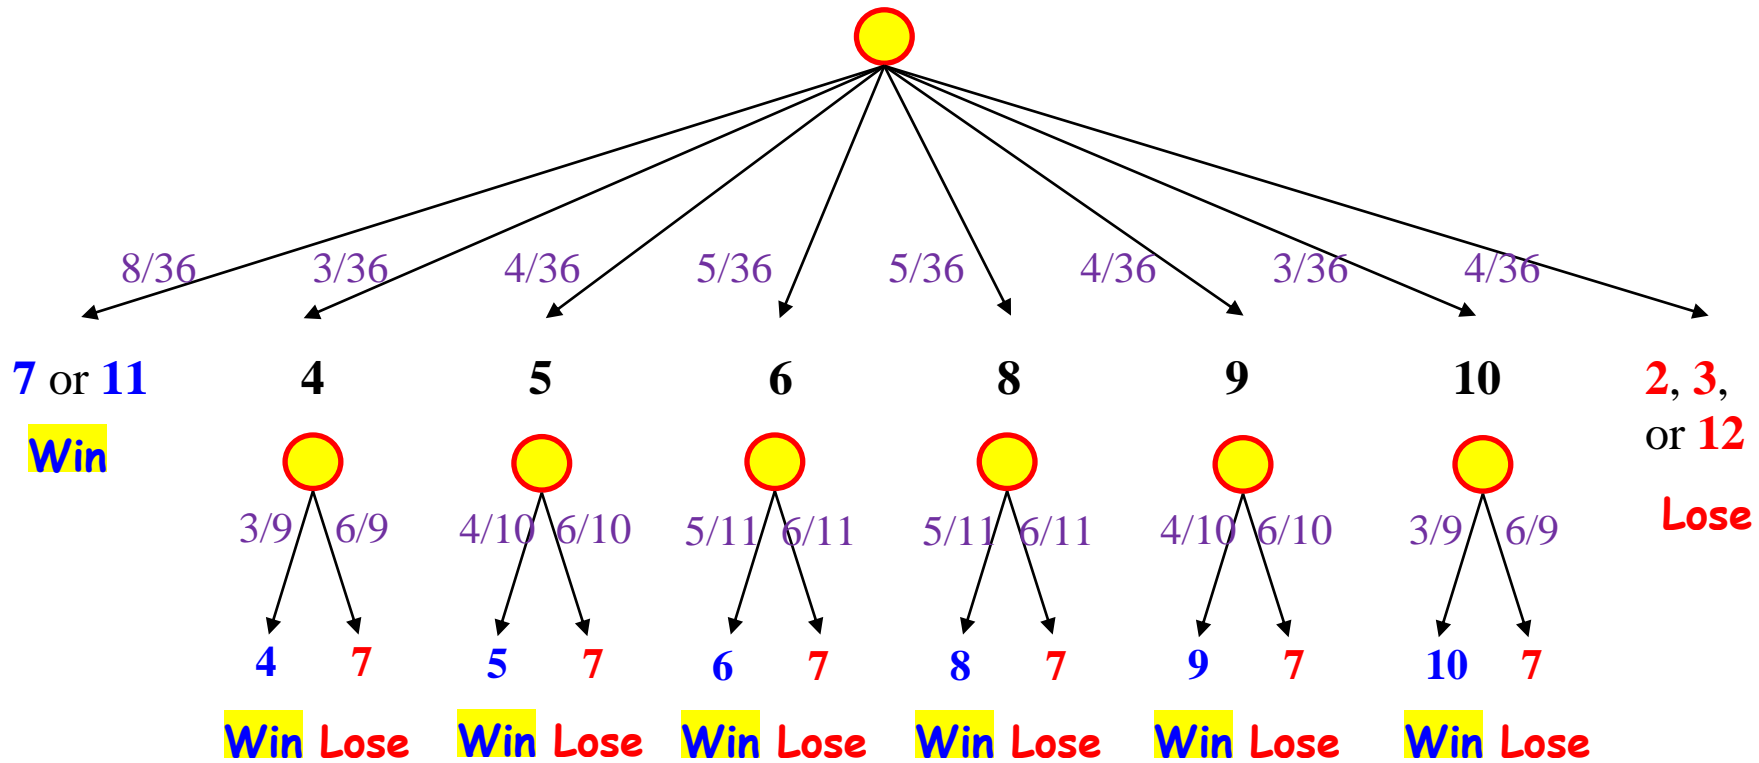 8/36 3/36 4/36 5/36 5/36 4/36 3/36 4/36
7 or 11 4 5 6 8 9 10 2, 3,
or 12
Win
Lose
3/9 6/9 4/10 6/10 5/11 6/11 5/11 6/11 4/10 6/10 3/9 6/9
4 7 5 7 6 7 8 7 9 7 10 7
Win Lose Win Lose Win Lose Win Lose Win Lose Win Lose